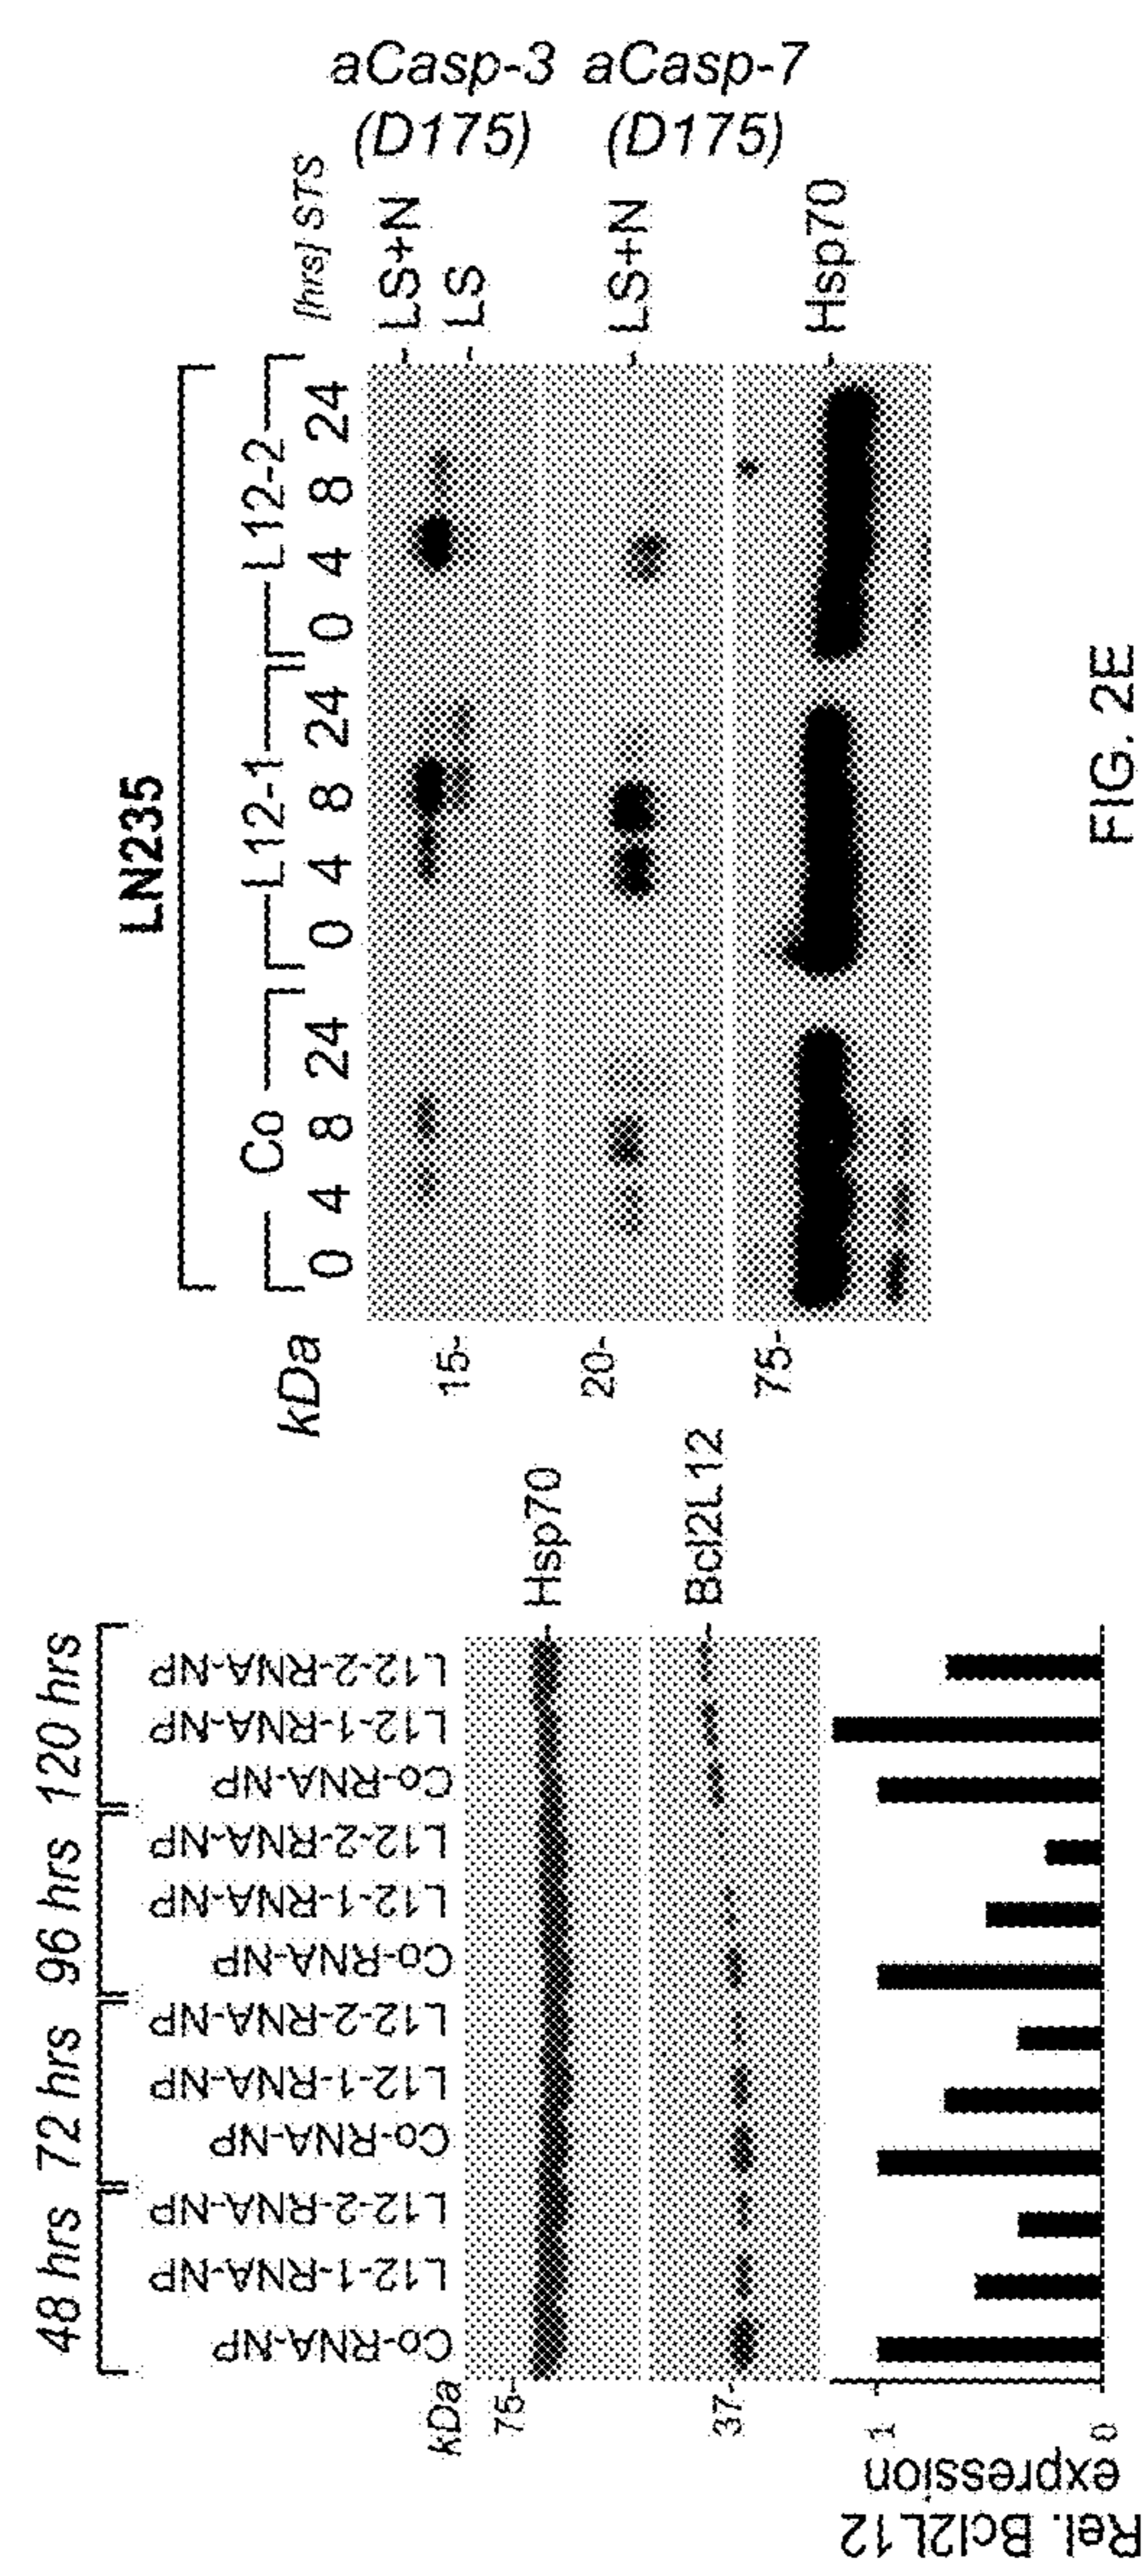 48 hrs 72 hrs 96 hrs 120 hrs
Co-RNA-NP
L12-1-RNA-NP
L12-2-RNA-NP
Co-RNA-NP
L12-1-RNA-NP
L12-2-RNA-NP
Co-RNA-NP
L12-1-RNA-NP
L12-2-RNA-NP
Co-RNA-NP
L12-1-RNA-NP
L12-2-RNA-NP
kDa
75- Hsp70
37- Bcl2L12
Rel. Bcl2L12
expression
1
0
LN235
Co L12-1 L12-2
kDa 0 4 8 24 0 4 8 24 0 4 8 24 [hrs] STS
LS+N
15- LS
aCasp-3
(D175)
20- LS+N
aCasp-7
(D175)
75- Hsp70
FIG. 2E